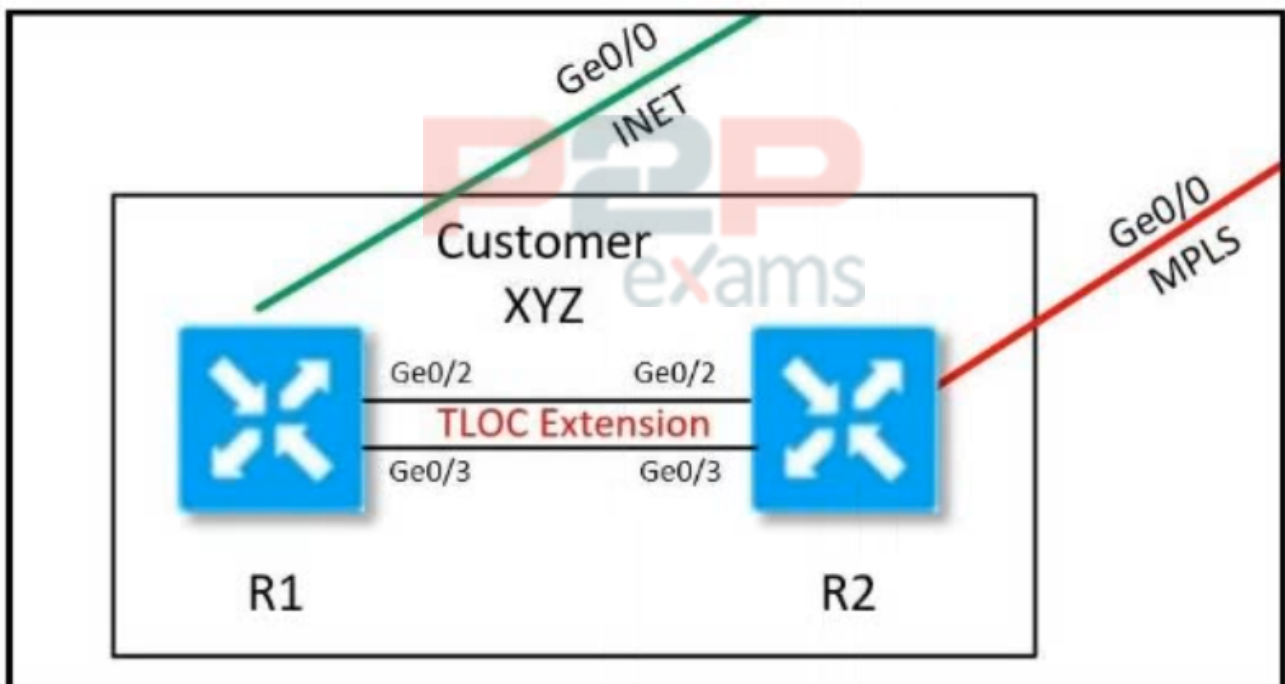 Ge0/0
INET
P2P
exams
Customer
XYZ
Ge0/0
MPLS
Ge0/2 Ge0/2
TLOC Extension
Ge0/3 Ge0/3
R1 R2